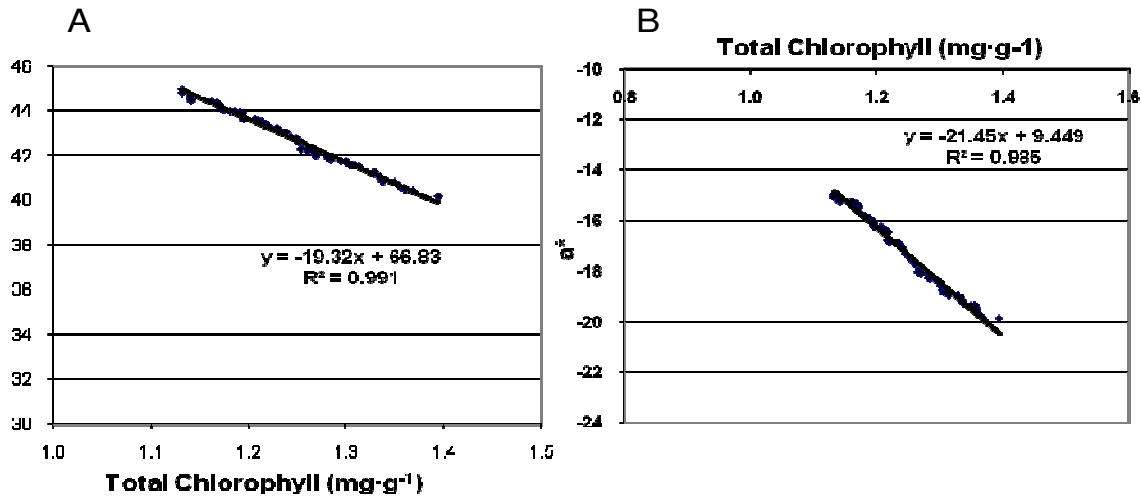 A
46
44
42
40
38
36
34
32
30
y = -19.32x + 66.83
R² = 0.991
1.0 1.1 1.2 1.3 1.4 1.5
Total Chlorophyll (mg·g⁻¹)
B
Total Chlorophyll (mg·g-1)
-10
0.8 1.0 1.2 1.4 1.6
-12
y = -21.45x + 9.449
R² = 0.985
-14
-16
a*
-18
-20
-22
-24